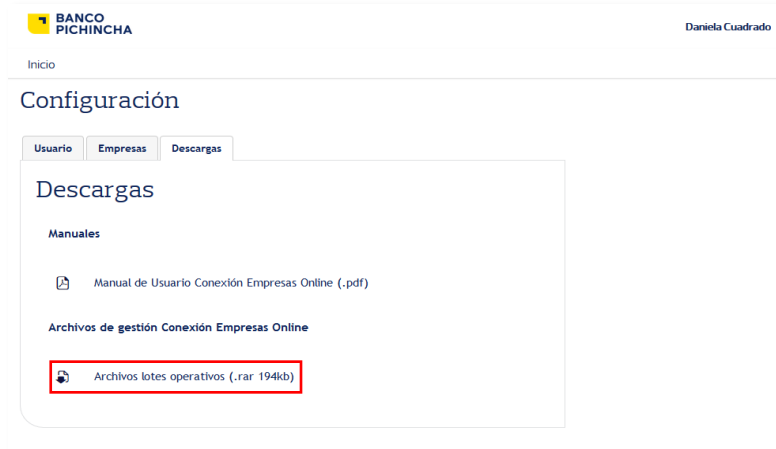 BANCO
PICHINCHA
Daniela Cuadrado
Inicio
Configuración
Usuario Empresas Descargas
Descargas
Manuales
Manual de Usuario Conexión Empresas Online (.pdf)
Archivos de gestión Conexión Empresas Online
Archivos lotes operativos (.rar 194kb)